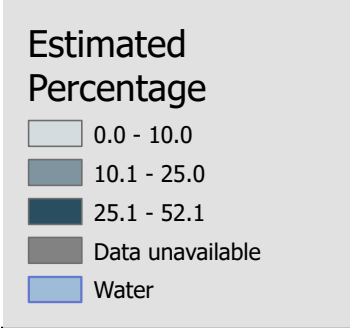 Estimated
Percentage
0.0 - 10.0
10.1 - 25.0
25.1 - 52.1
Data unavailable
Water